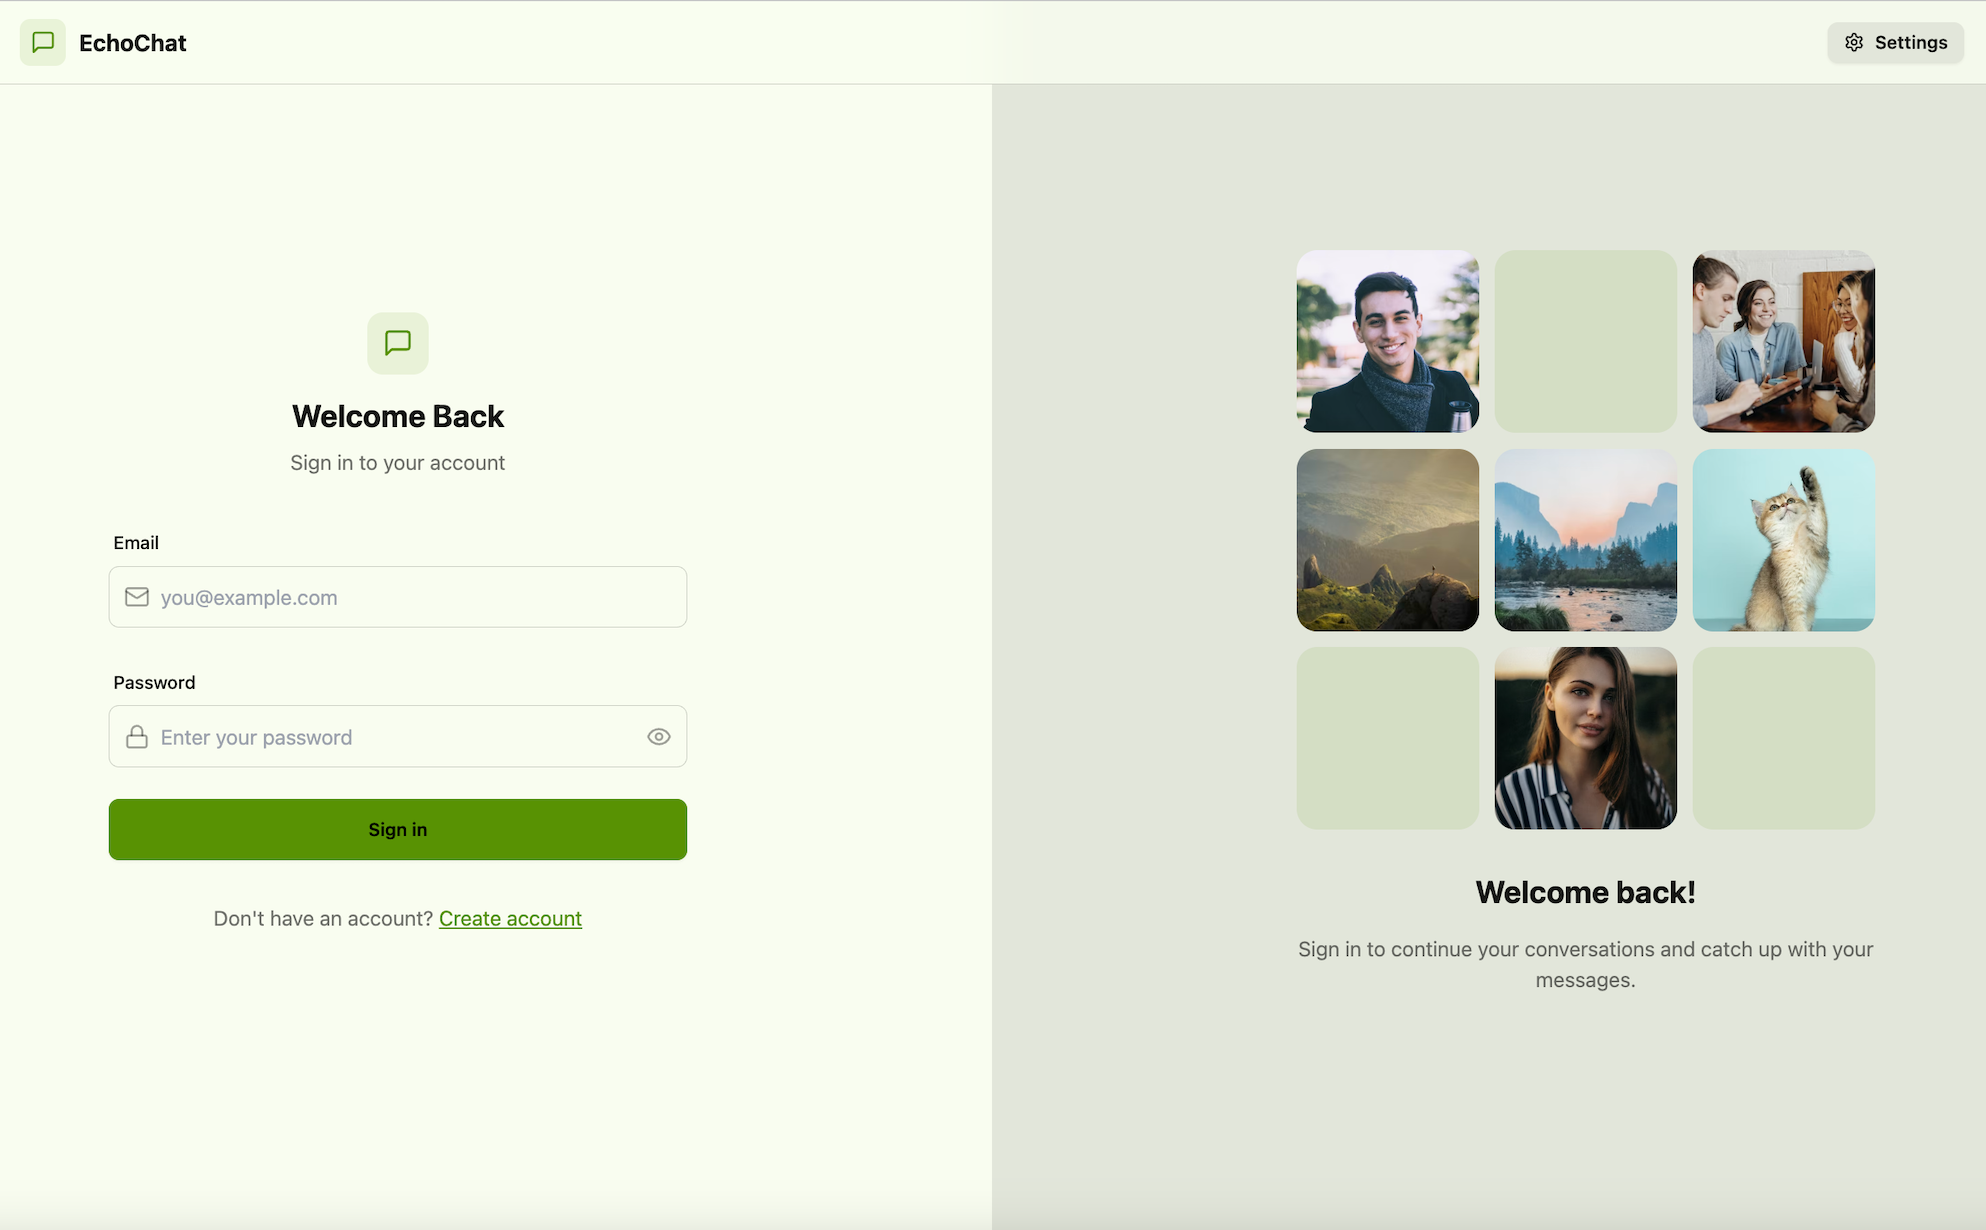 EchoChat
Settings
Welcome Back
Sign in to your account
Email
you@example.com
Password
Enter your password
Sign in
Don't have an account? Create account
Welcome back!
Sign in to continue your conversations and catch up with your
messages.